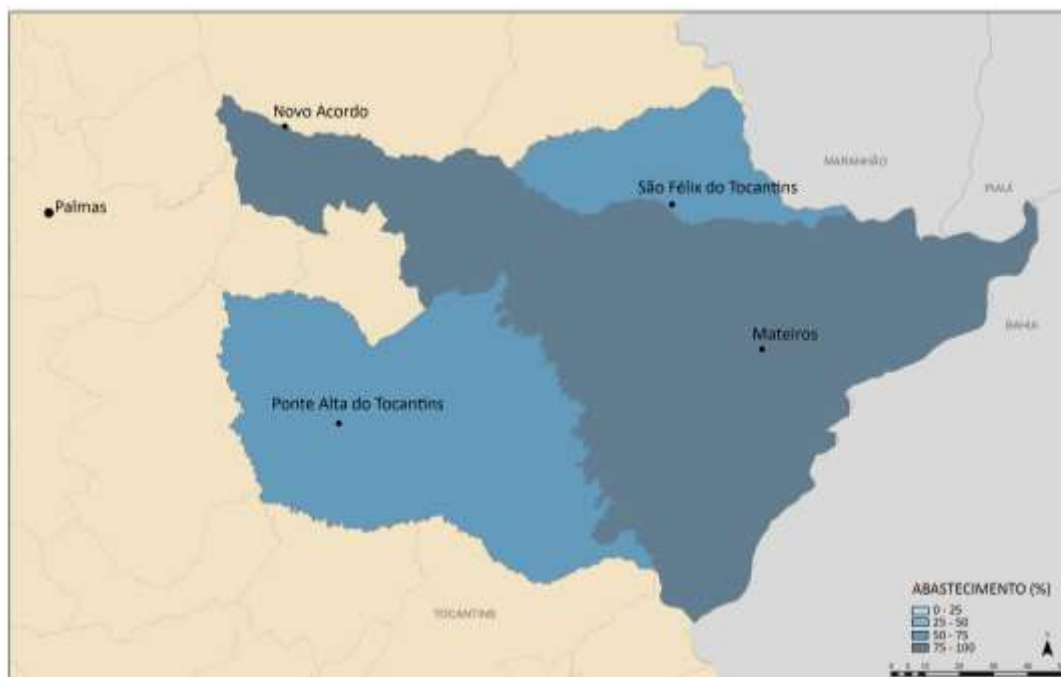 Novo Acordo
MARANHÃO
PIAUÍ
São Félix do Tocantins
Palmas
BAHIA
Mateiros
Ponte Alta do Tocantins
TOCANTINS
ABASTECIMENTO (%)
0 - 25
25 - 50
50 - 75
75 - 100